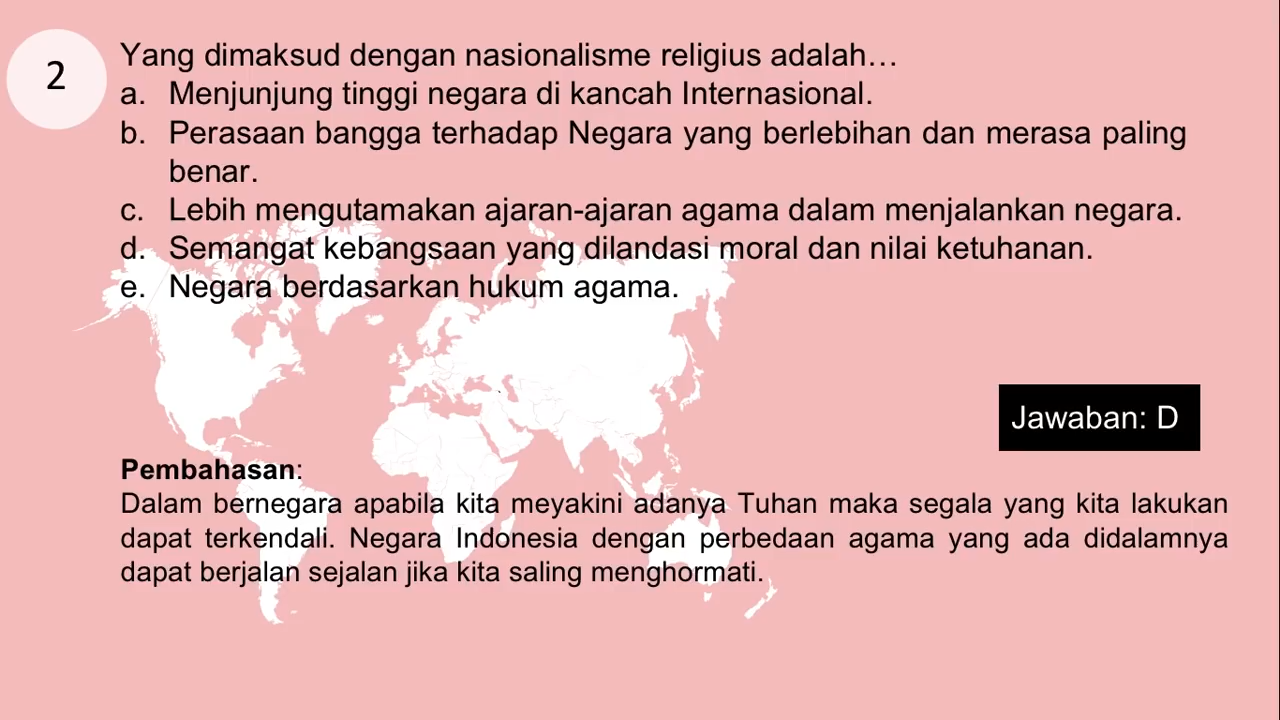 2
Yang dimaksud dengan nasionalisme religius adalah…
a. Menjunjung tinggi negara di kancah Internasional.
b. Perasaan bangga terhadap Negara yang berlebihan dan merasa paling
benar.
c. Lebih mengutamakan ajaran-ajaran agama dalam menjalankan negara.
d. Semangat kebangsaan yang dilandasi moral dan nilai ketuhanan.
e. Negara berdasarkan hukum agama.
Jawaban: D
Pembahasan:
Dalam bernegara apabila kita meyakini adanya Tuhan maka segala yang kita lakukan
dapat terkendali. Negara Indonesia dengan perbedaan agama yang ada didalamnya
dapat berjalan sejalan jika kita saling menghormati.